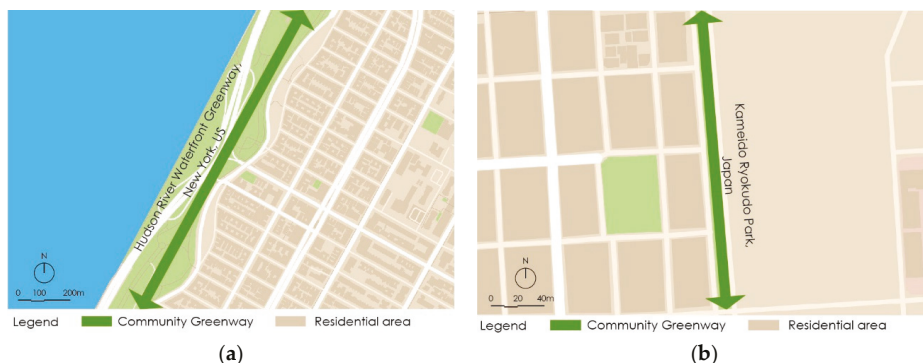 Hudson River Waterfront Greenway,
New York, US
N
0 100 200m
Legend Community Greenway Residential area
(a)
Kameido Ryokudo Park,
Japan
N
0 20 40m
Legend Community Greenway Residential area
(b)